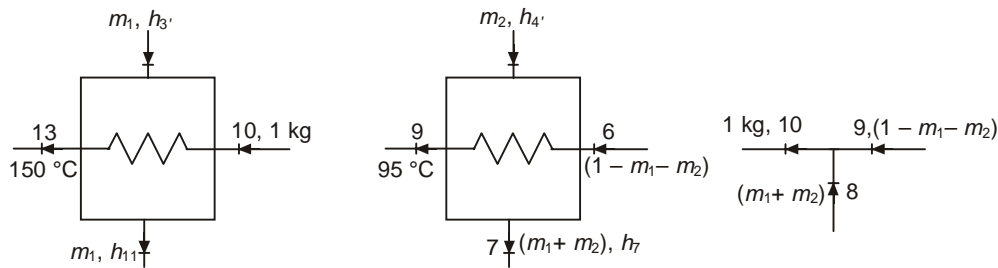 m₁, h₃'
13
150 °C
10, 1 kg
m₁, h₁₁
m₂, h₄'
9
95 °C
6
(1 – m₁– m₂)
7
(m₁+ m₂), h₇
1 kg, 10
9,(1 – m₁– m₂)
(m₁+ m₂)
8